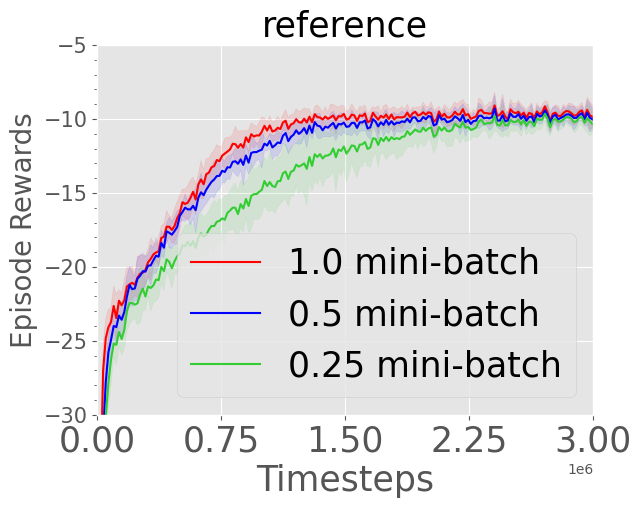 reference
Episode Rewards
−5
−10
−15
−20
−25
−30
1.0 mini-batch
0.5 mini-batch
0.25 mini-batch
0.00 0.75 1.50 2.25 3.00
1e6
Timesteps